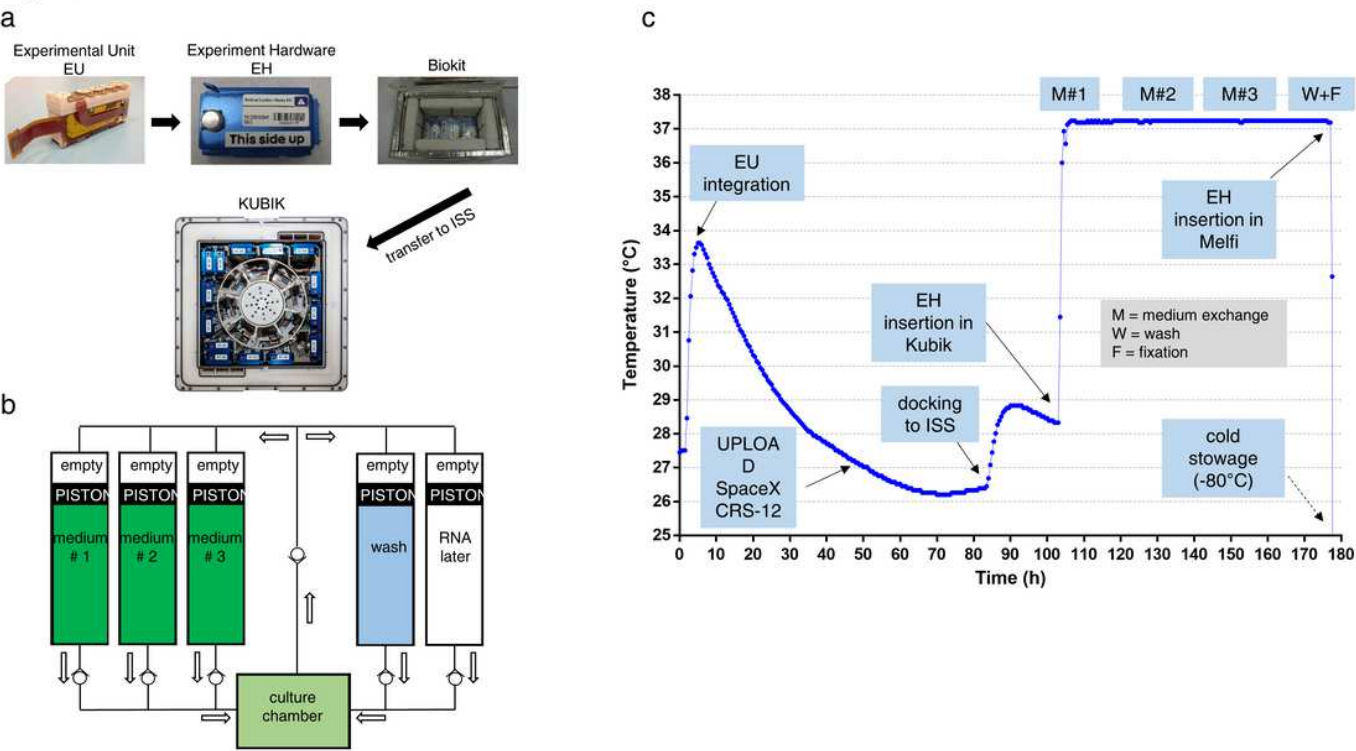 a
Experimental Unit
EU
Experiment Hardware
EH
Biokit
This side up
transfer to ISS
KUBIK
b
empty
empty
empty
empty
empty
PISTON
PISTON
PISTON
PISTON
PISTON
medium
# 1
medium
# 2
medium
# 3
wash
RNA
later
culture
chamber
c
M#1
M#2
M#3
W+F
EU
integration
EH
insertion in
Melfi
EH
insertion in
Kubik
M = medium exchange
W = wash
F = fixation
docking
to ISS
UPLOA
D
SpaceX
CRS-12
cold
stowage
(-80°C)
Temperature (°C)
38
37
36
35
34
33
32
31
30
29
28
27
26
25
0 10 20 30 40 50 60 70 80 90 100 110 120 130 140 150 160 170 180
Time (h)